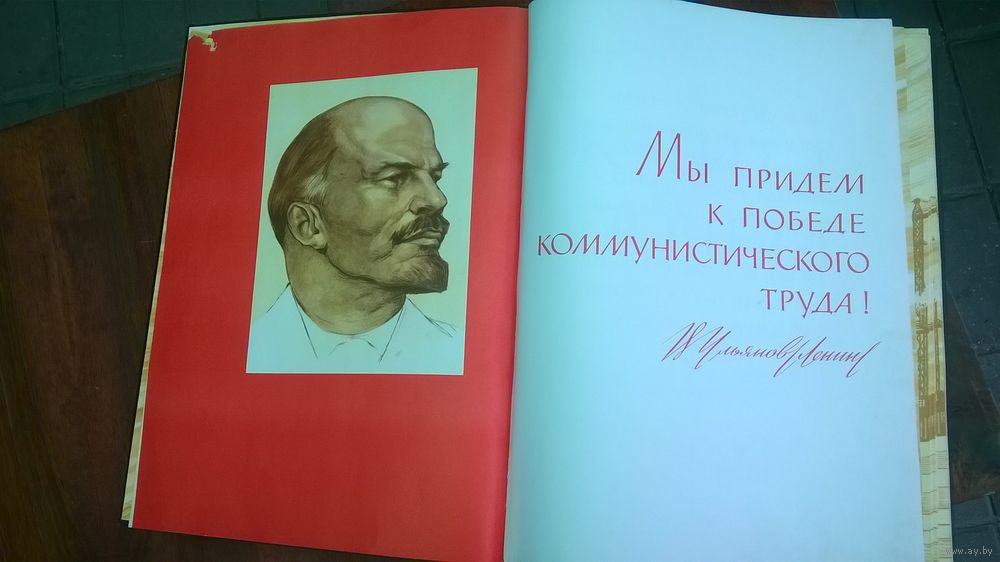 Мы придем
к победе
коммунистического
труда!
В Ульянов (Ленин)
www.ay.by